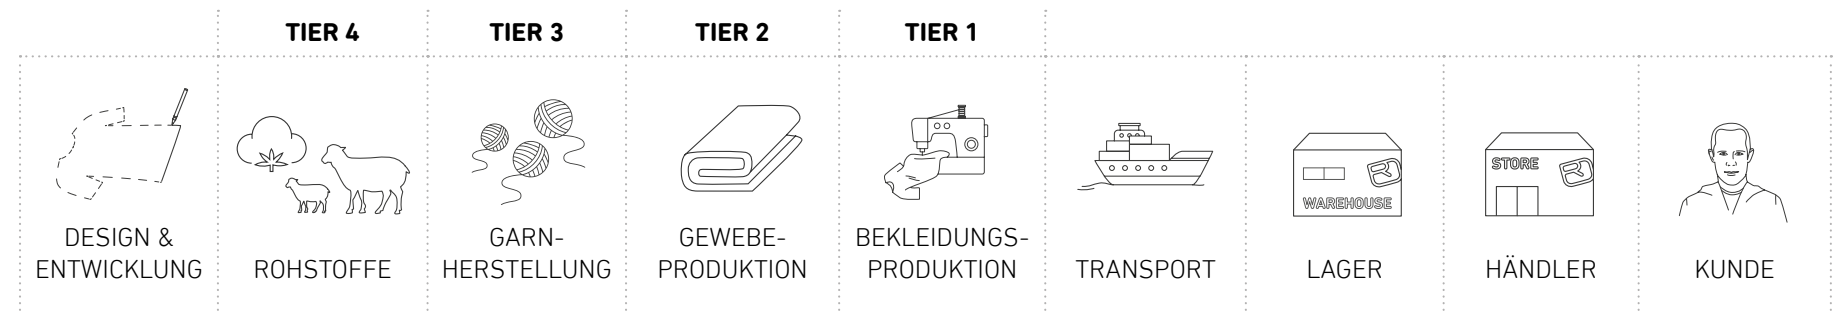 TIER 4
TIER 3
TIER 2
TIER 1
STORE
WAREHOUSE
DESIGN &
ENTWICKLUNG
ROHSTOFFE
GARN-
HERSTELLUNG
GEWEBE-
PRODUKTION
BEKLEIDUNGS-
PRODUKTION
TRANSPORT
LAGER
HÄNDLER
KUNDE